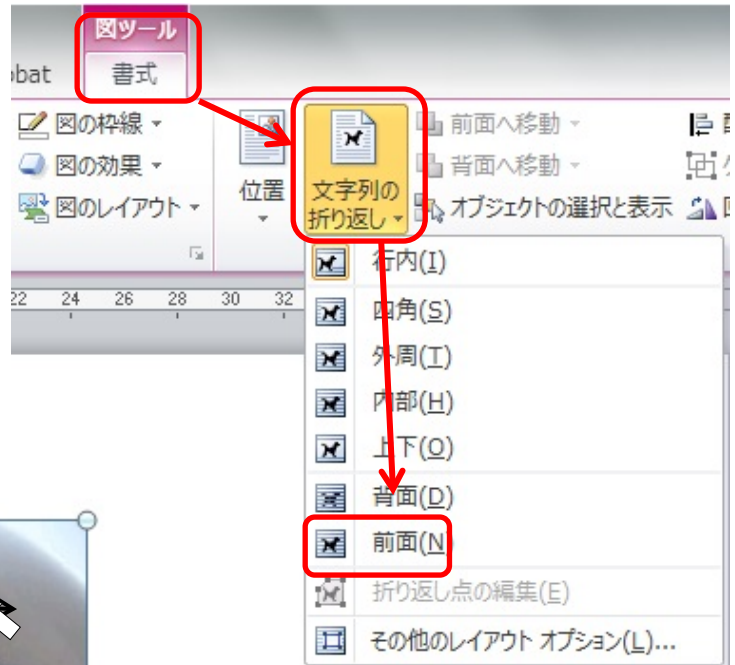 図ツール
obat 書式
図の枠線
図の効果
図のレイアウト
位置
文字列の
折り返し
前面へ移動
背面へ移動
オブジェクトの選択と表示
22 24 26 28 30 32
行内(I)
四角(S)
外周(T)
内部(H)
上下(O)
背面(D)
前面(N)
折り返し点の編集(E)
その他のレイアウト オプション(L)...